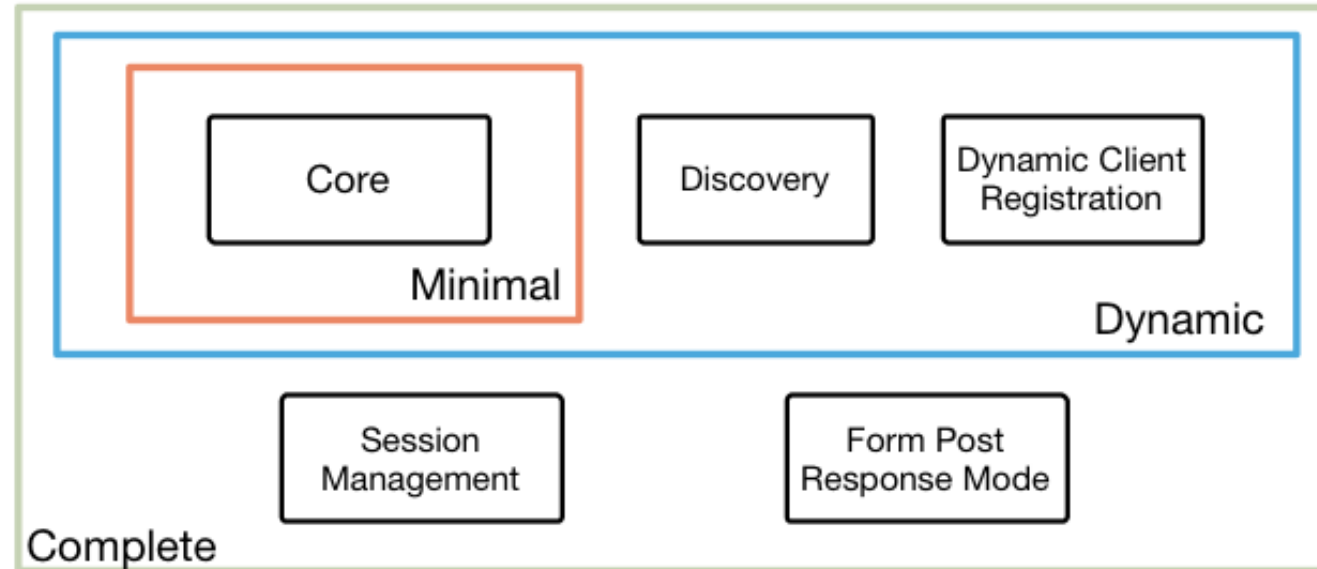 Core
Discovery
Dynamic Client
Registration
Minimal
Dynamic
Session
Management
Form Post
Response Mode
Complete